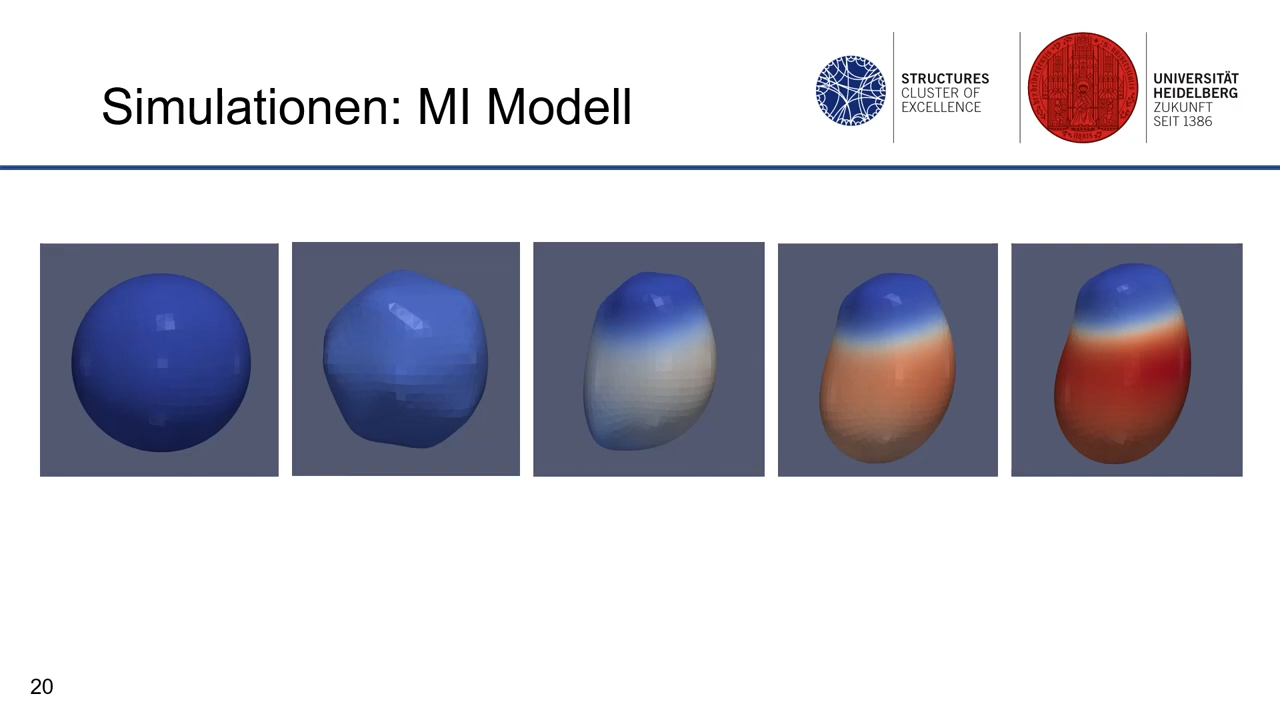 Simulationen: MI Modell
STRUCTURES
CLUSTER OF
EXCELLENCE
UNIVERSITÄT
HEIDELBERG
ZUKUNFT
SEIT 1386
20